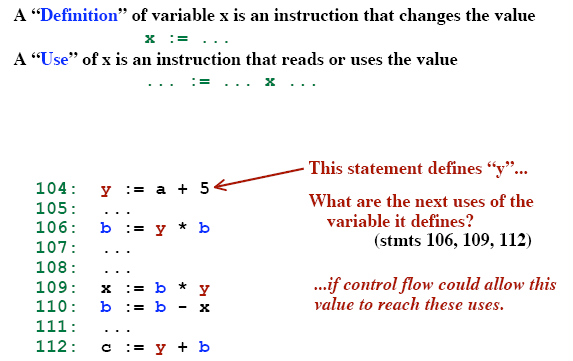 A “Definition” of variable x is an instruction that changes the value
x := ...
A “Use” of x is an instruction that reads or uses the value
... := ... x ...
This statement defines “y”...
104: y := a + 5
What are the next uses of the
105: ...
variable it defines?
106: b := y * b
(stmts 106, 109, 112)
107: ...
108: ...
...if control flow could allow this
109: x := b * y
value to reach these uses.
110: b := b - x
111: ...
112: c := y + b